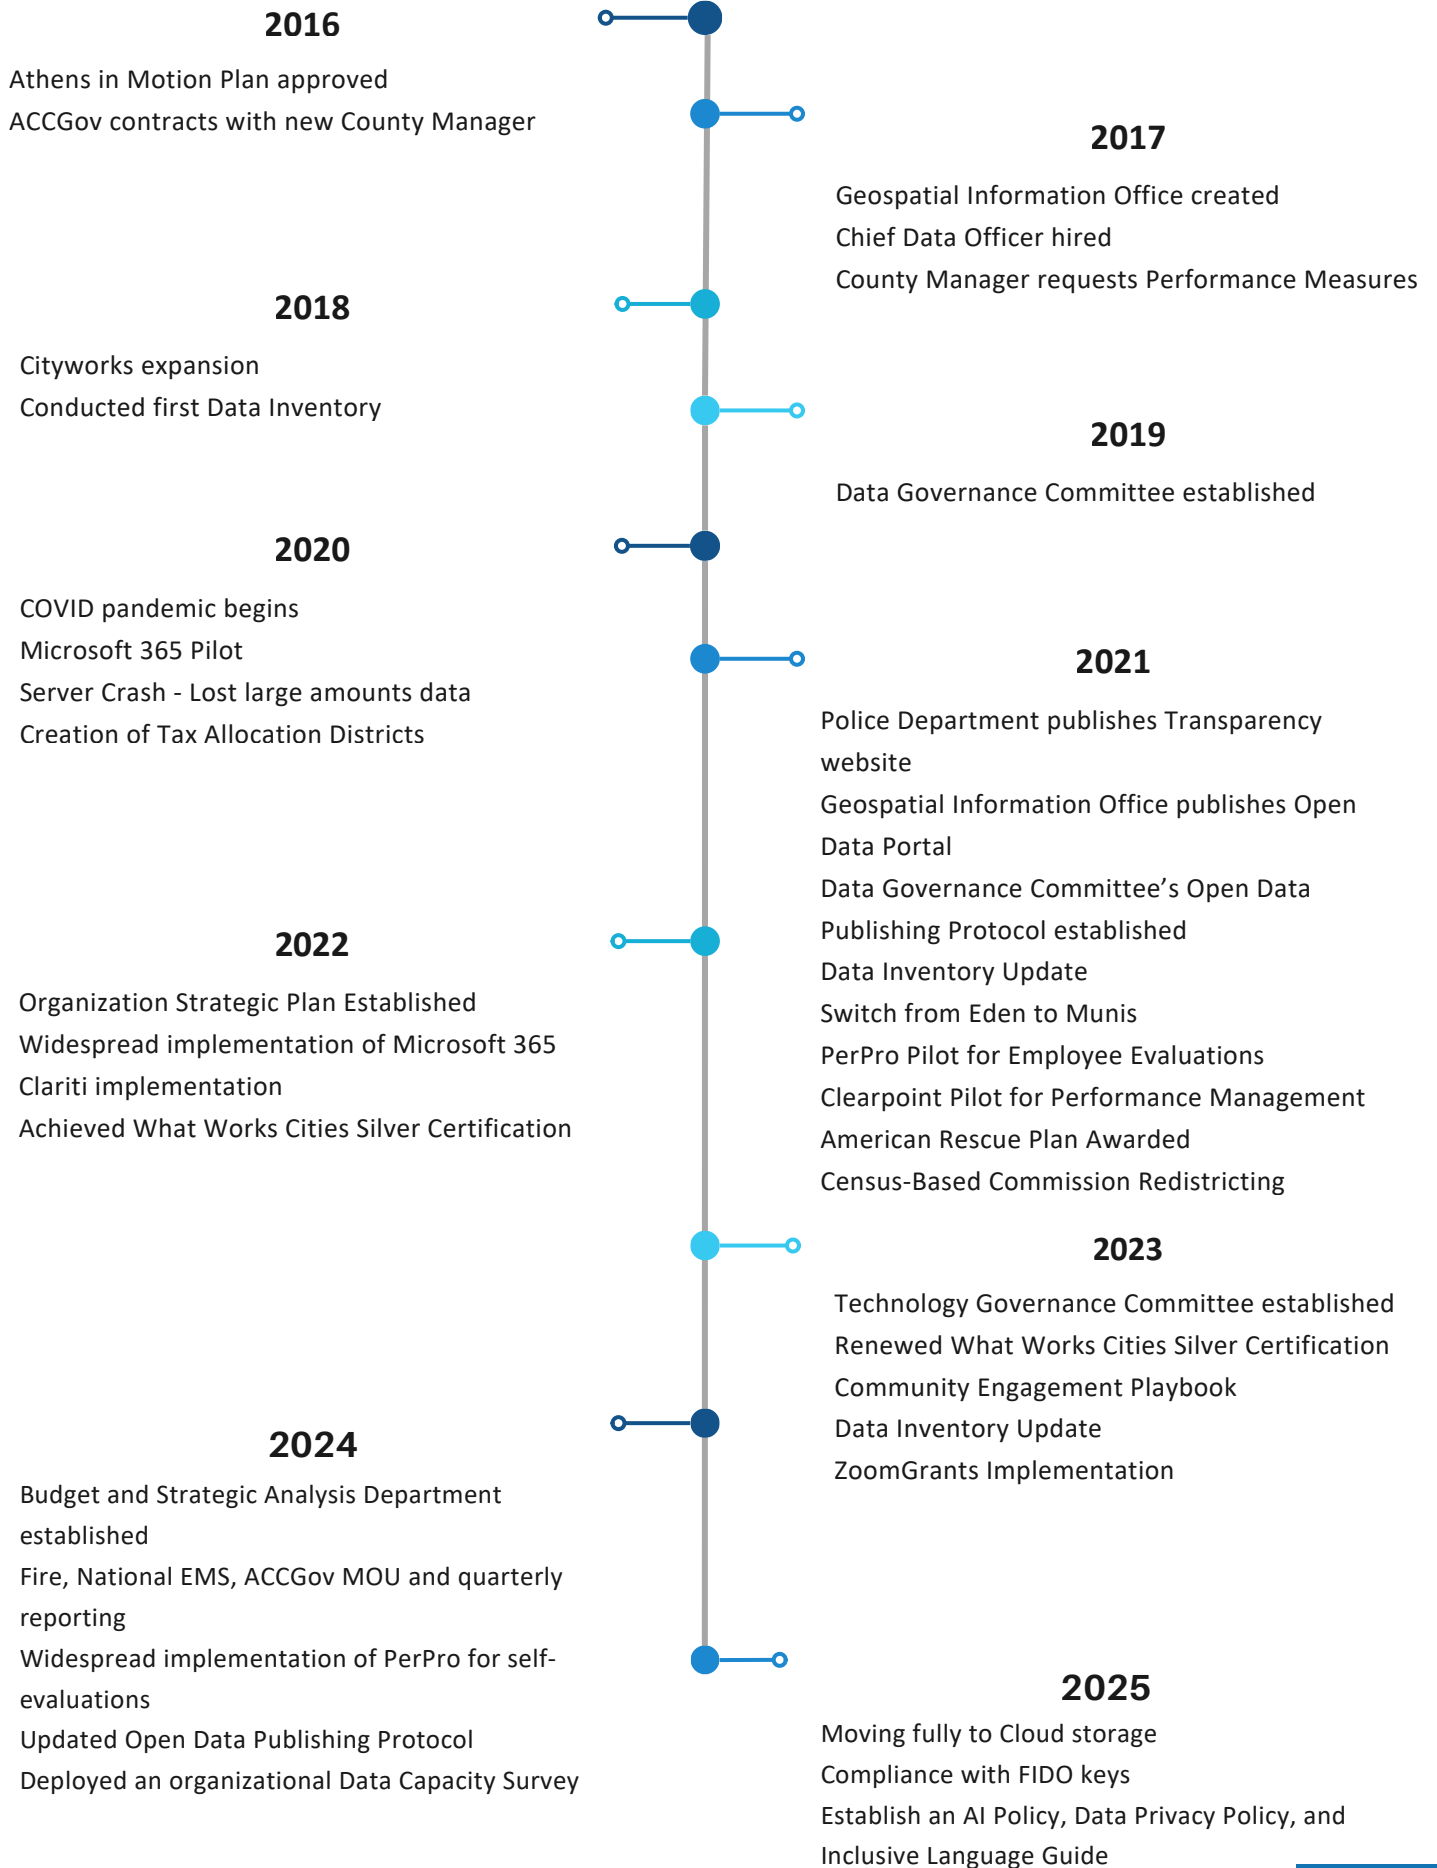 2016
Athens in Motion Plan approved
ACCGov contracts with new County Manager
2017
Geospatial Information Office created
Chief Data Officer hired
County Manager requests Performance Measures
2018
Cityworks expansion
Conducted first Data Inventory
2019
Data Governance Committee established
2020
COVID pandemic begins
Microsoft 365 Pilot
Server Crash - Lost large amounts data
Creation of Tax Allocation Districts
2021
Police Department publishes Transparency
website
Geospatial Information Office publishes Open
Data Portal
Data Governance Committee’s Open Data
Publishing Protocol established
Data Inventory Update
Switch from Eden to Munis
PerPro Pilot for Employee Evaluations
Clearpoint Pilot for Performance Management
American Rescue Plan Awarded
Census-Based Commission Redistricting
2022
Organization Strategic Plan Established
Widespread implementation of Microsoft 365
Clariti implementation
Achieved What Works Cities Silver Certification
2023
Technology Governance Committee established
Renewed What Works Cities Silver Certification
Community Engagement Playbook
Data Inventory Update
ZoomGrants Implementation
2024
Budget and Strategic Analysis Department
established
Fire, National EMS, ACCGov MOU and quarterly
reporting
Widespread implementation of PerPro for self-
evaluations
Updated Open Data Publishing Protocol
Deployed an organizational Data Capacity Survey
2025
Moving fully to Cloud storage
Compliance with FIDO keys
Establish an AI Policy, Data Privacy Policy, and
Inclusive Language Guide